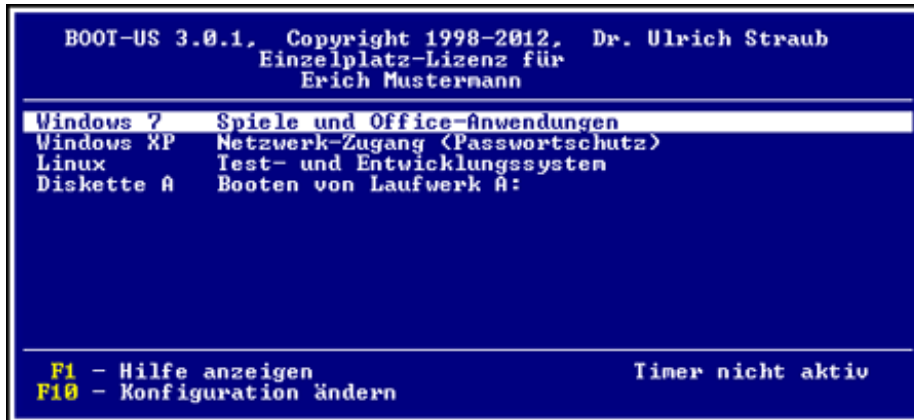 BOOT-US 3.0.1, Copyright 1998-2012, Dr. Ulrich Straub
Einzelplatz-Lizenz für
Erich Mustermann
Windows 7 Spiele und Office-Anwendungen
Windows XP Netzwerk-Zugang (Passwortschutz)
Linux Test- und Entwicklungssystem
Diskette A Booten von Laufwerk A:
F1 - Hilfe anzeigen Timer nicht aktiv
F10 - Konfiguration ändern